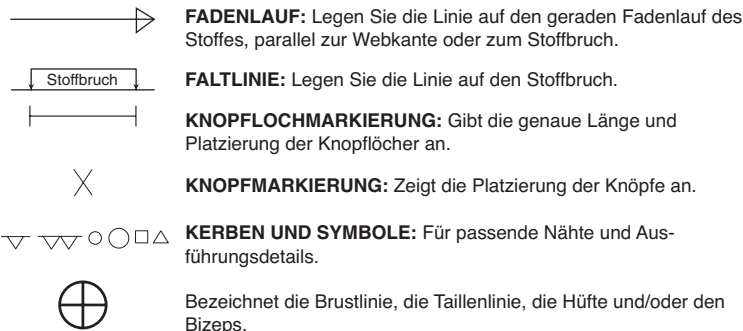 FADENLAUF: Legen Sie die Linie auf den geraden Fadenlauf des
Stoffes, parallel zur Webkante oder zum Stoffbruch.
Stoffbruch
FALTLINIE: Legen Sie die Linie auf den Stoffbruch.
KNOPFLOCHMARKIERUNG: Gibt die genaue Länge und
Platzierung der Knopflöcher an.
KNOPFMARKIERUNG: Zeigt die Platzierung der Knöpfe an.
KERBEN UND SYMBOLE: Für passende Nähte und Aus-
führungsdetails.
Bezeichnet die Brustlinie, die Taillenlinie, die Hüfte und/oder den
Bizeps.